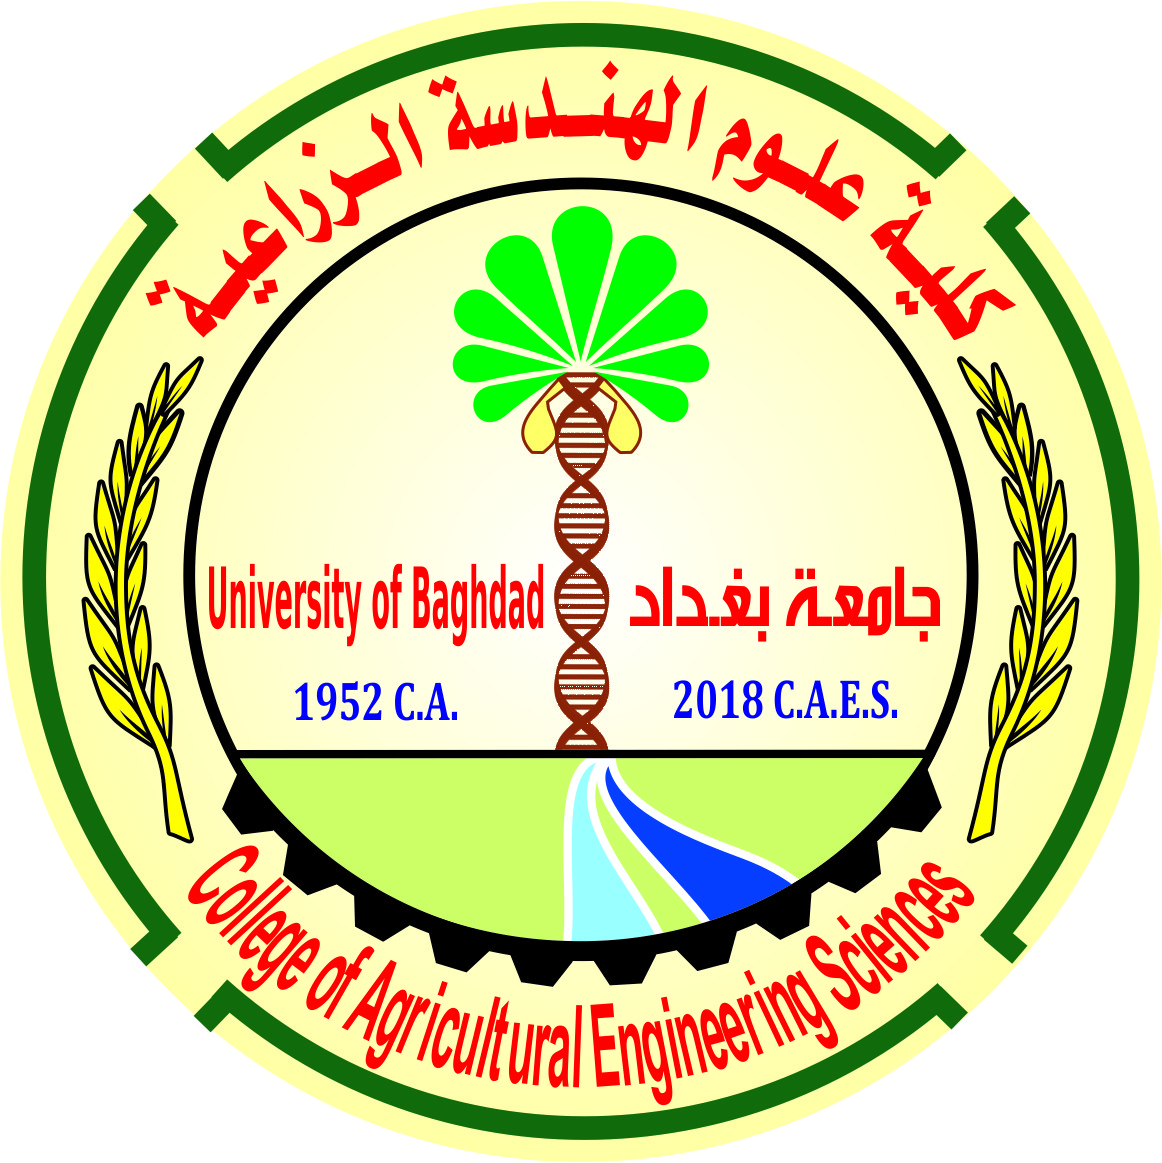 كلية علوم الهندسة الزراعية
University of Baghdad
جامعة بغداد
1952 C.A.
2018 C.A.E.S.
College of Agricultural Engineering Sciences